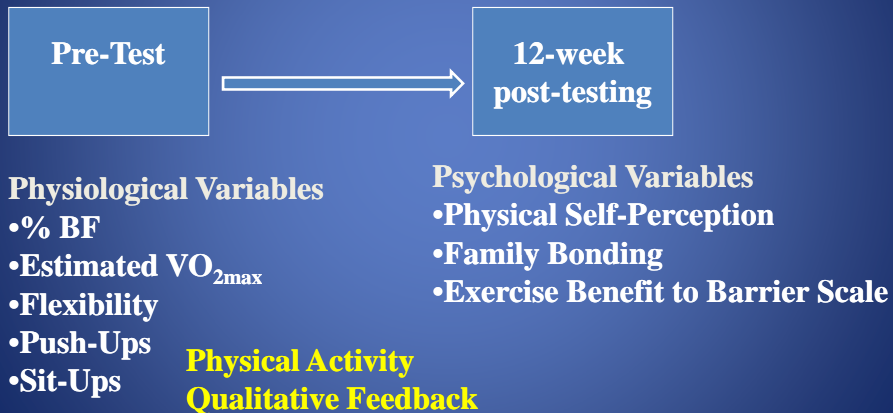 Pre-Test
12-week
post-testing
Physiological Variables
•% BF
•Estimated VO2max
•Flexibility
•Push-Ups
•Sit-Ups
Psychological Variables
•Physical Self-Perception
•Family Bonding
•Exercise Benefit to Barrier Scale
Physical Activity
Qualitative Feedback